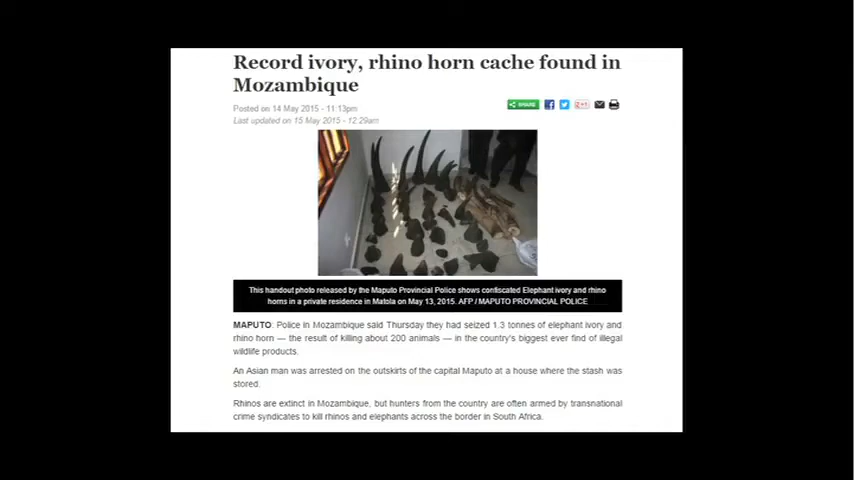 Record ivory, rhino horn cache found in
Mozambique
Posted on 14 May 2015 - 11:13pm
Last updated on 15 May 2015 - 12:29am
SHARE
This handout photo released by the Maputo Provincial Police shows confiscated Elephant ivory and rhino
horns in a private residence in Matola on May 13, 2015. AFP / MAPUTO PROVINCIAL POLICE
MAPUTO: Police in Mozambique said Thursday they had seized 1.3 tonnes of elephant ivory and
rhino horn — the result of killing about 200 animals — in the country's biggest ever find of illegal
wildlife products.
An Asian man was arrested on the outskirts of the capital Maputo at a house where the stash was
stored.
Rhinos are extinct in Mozambique, but hunters from the country are often armed by transnational
crime syndicates to kill rhinos and elephants across the border in South Africa.